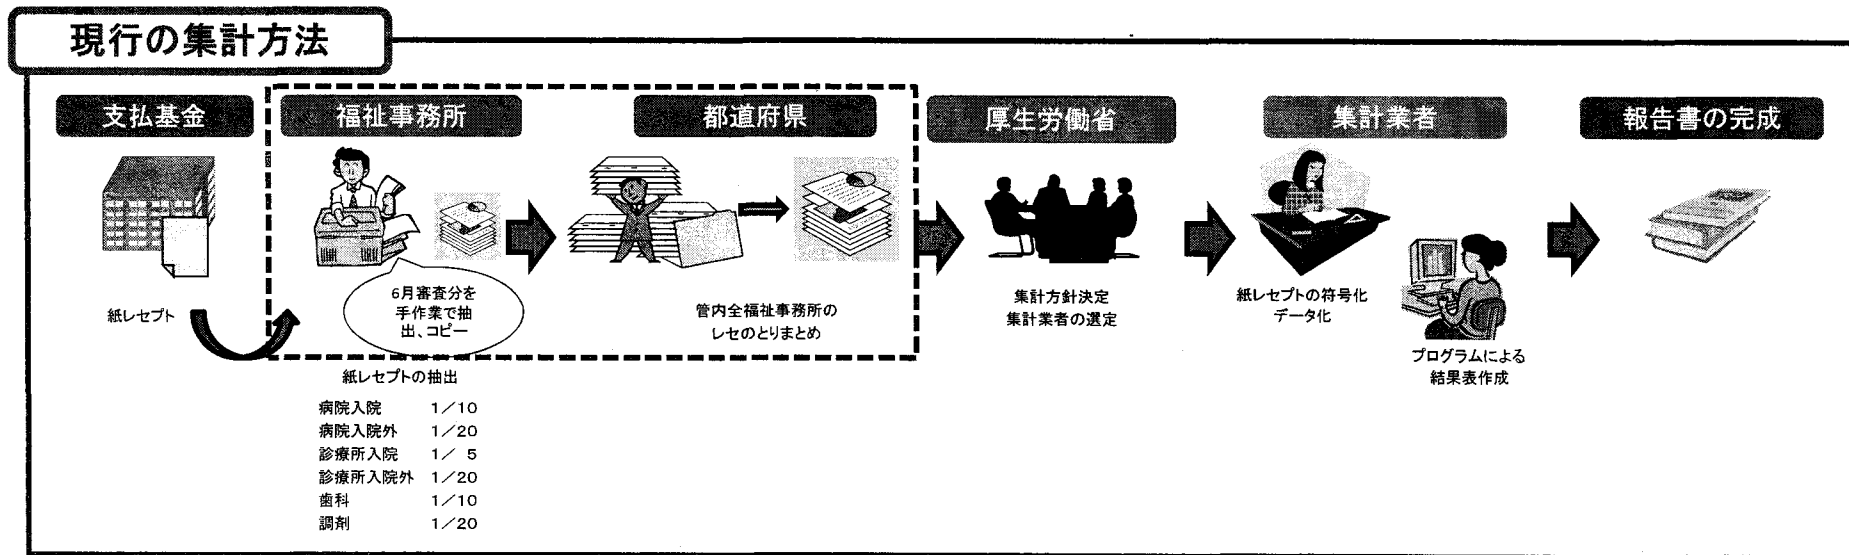 現行の集計方法
支払基金
福祉事務所
都道府県
厚生労働省
集計業者
報告書の完成
紙レセプト
6月審査分を
手作業で抽
出、コピー
管内全福祉事務所の
レセのとりまとめ
集計方針決定
集計業者の選定
紙レセプトの符号化
データ化
プログラムによる
結果表作成
紙レセプトの抽出
病院入院 1/10
病院入院外 1/20
診療所入院 1/ 5
診療所入院外 1/20
歯科 1/10
調剤 1/20